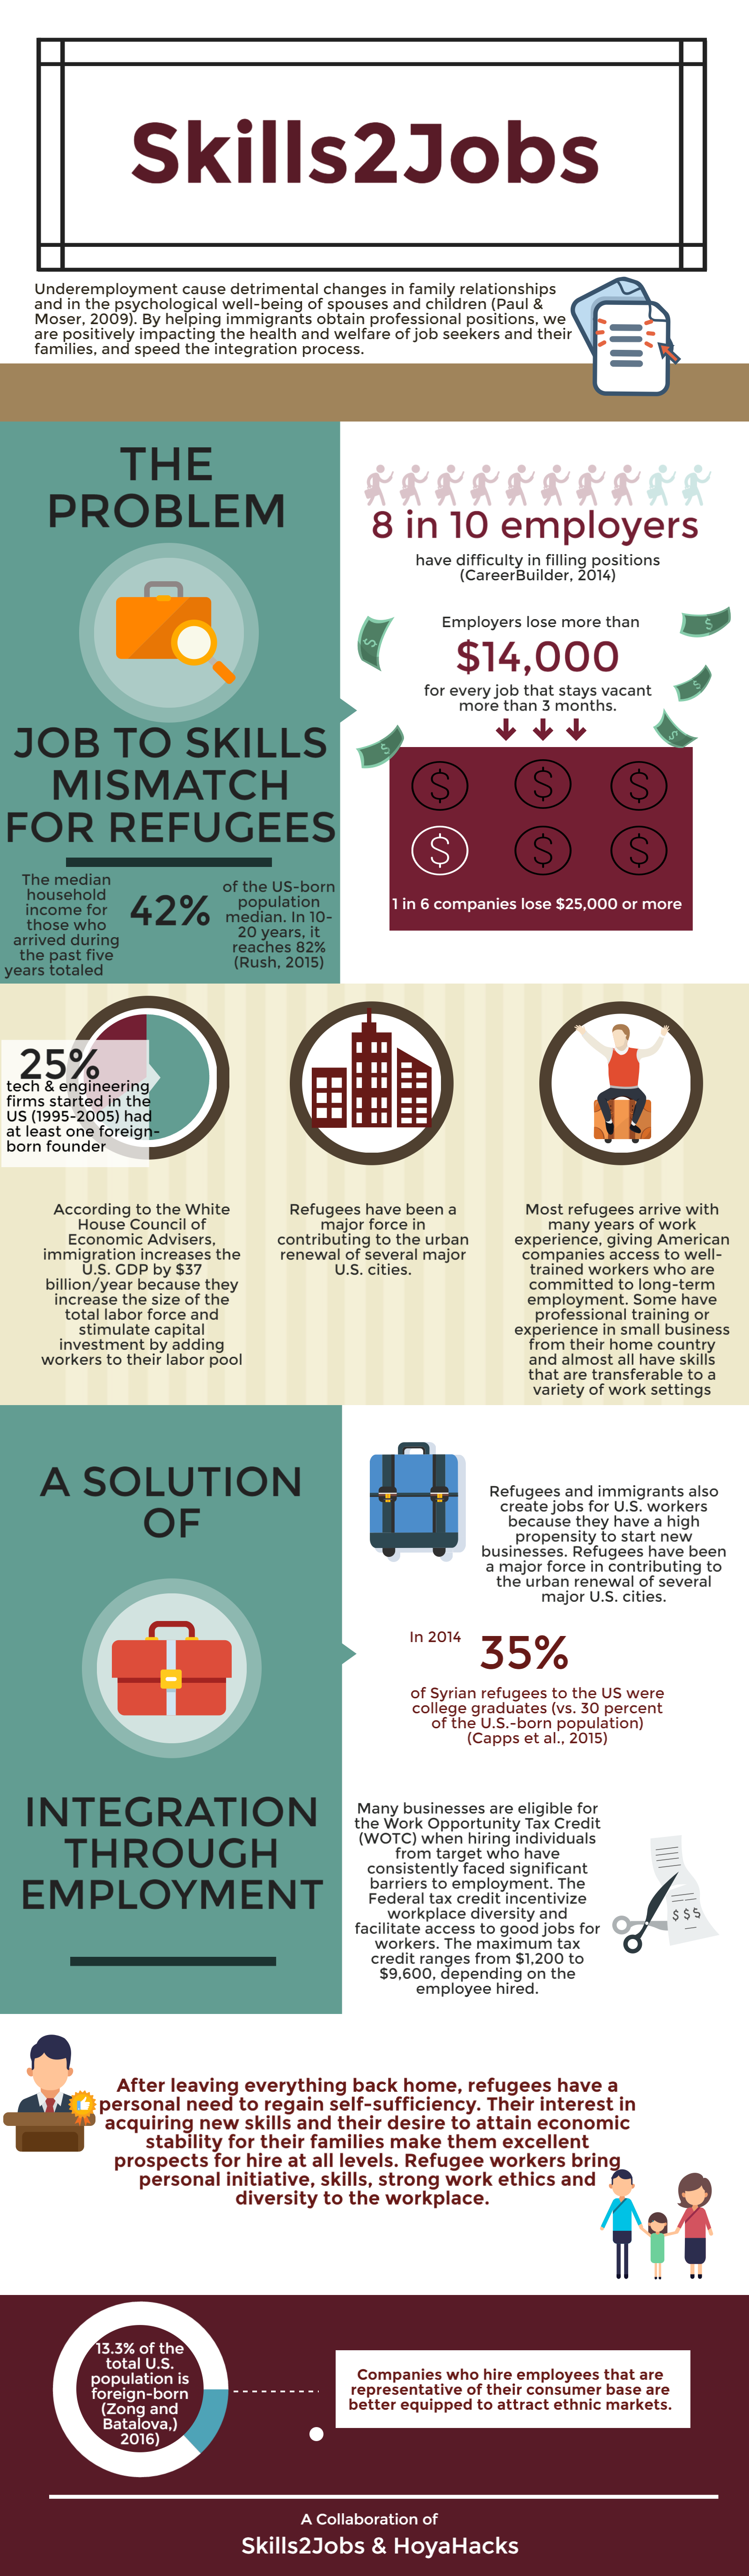 Skills2Jobs
Underemployment cause detrimental changes in family relationships
and in the psychological well-being of spouses and children (Paul &
Moser, 2009). By helping immigrants obtain professional positions, we
are positively impacting the health and welfare of job seekers and their
families, and speed the integration process.
THE
PROBLEM
JOB TO SKILLS
MISMATCH
FOR REFUGEES
The median
household
income for
those who
arrived during
the past five
years totaled
42%
of the US-born
population
median. In 10-
20 years, it
reaches 82%
(Rush, 2015)
8 in 10 employers
have difficulty in filling positions
(CareerBuilder, 2014)
Employers lose more than
$14,000
for every job that stays vacant
more than 3 months.
$ $ $
$ $ $
1 in 6 companies lose $25,000 or more
25%
tech & engineering
firms started in the
US (1995-2005) had
at least one foreign-
born founder
According to the White
House Council of
Economic Advisers,
immigration increases the
U.S. GDP by $37
billion/year because they
increase the size of the
total labor force and
stimulate capital
investment by adding
workers to their labor pool
Refugees have been a
major force in
contributing to the urban
renewal of several major
U.S. cities.
Most refugees arrive with
many years of work
experience, giving American
companies access to well-
trained workers who are
committed to long-term
employment. Some have
professional training or
experience in small business
from their home country
and almost all have skills
that are transferable to a
variety of work settings
A SOLUTION
OF
INTEGRATION
THROUGH
EMPLOYMENT
Refugees and immigrants also
create jobs for U.S. workers
because they have a high
propensity to start new
businesses. Refugees have been
a major force in contributing to
the urban renewal of several
major U.S. cities.
In 2014
35%
of Syrian refugees to the US were
college graduates (vs. 30 percent
of the U.S.-born population)
(Capps et al., 2015)
Many businesses are eligible for
the Work Opportunity Tax Credit
(WOTC) when hiring individuals
from target who have
consistently faced significant
barriers to employment. The
Federal tax credit incentivize
workplace diversity and
facilitate access to good jobs for
workers. The maximum tax
credit ranges from $1,200 to
$9,600, depending on the
employee hired.
$ $ $
After leaving everything back home, refugees have a
personal need to regain self-sufficiency. Their interest in
acquiring new skills and their desire to attain economic
stability for their families make them excellent
prospects for hire at all levels. Refugee workers bring
personal initiative, skills, strong work ethics and
diversity to the workplace.
13.3% of the
total U.S.
population is
foreign-born
(Zong and
Batalova,)
2016)
Companies who hire employees that are
representative of their consumer base are
better equipped to attract ethnic markets.
A Collaboration of
Skills2Jobs & HoyaHacks